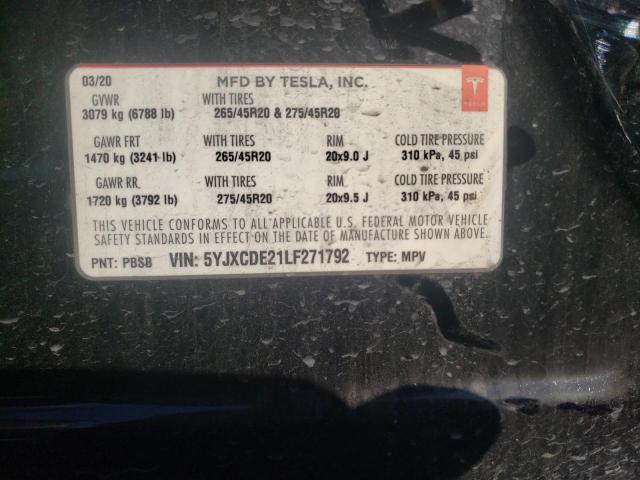 03/20 MFD BY TESLA, INC.
GVWR WITH TIRES
3079 kg (6788 lb) 265/45R20 & 275/45R20
TESLA
GAWR FRT WITH TIRES RIM COLD TIRE PRESSURE
1470 kg (3241 lb) 265/45R20 20x9.0 J 310 kPa, 45 psi
GAWR RR. WITH TIRES RIM COLD TIRE PRESSURE
1720 kg (3792 lb) 275/45R20 20x9.5 J 310 kPa, 45 psi
THIS VEHICLE CONFORMS TO ALL APPLICABLE U.S. FEDERAL MOTOR VEHICLE
SAFETY STANDARDS IN EFFECT ON THE DATE OF MANUFACTURE SHOWN ABOVE.
PNT: PBSB VIN: 5YJXCDE21LF271792 TYPE: MPV